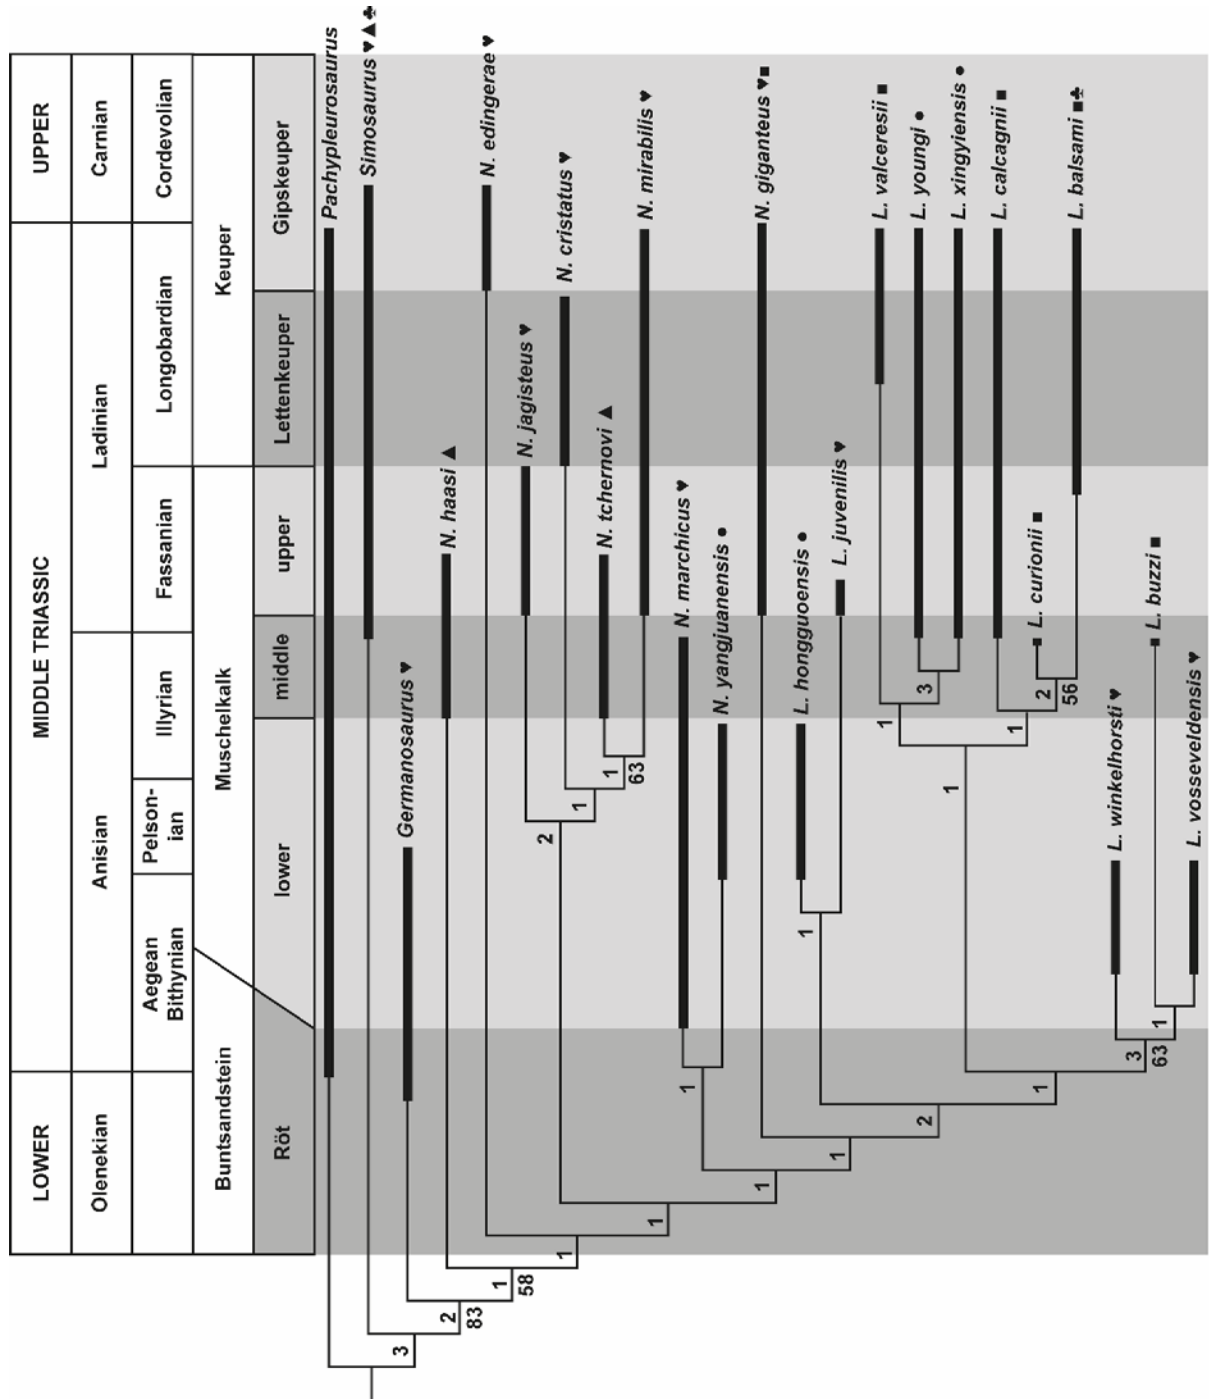 LOWER
MIDDLE TRIASSIC
UPPER
Olenekian
Anisian
Ladinian
Carnian
Aegean
Bithynian
Pelson-
ian
Illyrian
Fassanian
Longobardian
Cordevolian
Buntsandstein
Muschelkalk
Keuper
Röt
lower
middle
upper
Lettenkeuper
Gipskeuper
Pachypleurosaurus
Simosaurus ♥▲♣
Germanosaurus ♥
N. haasi ▲
N. edingerae ♥
N. jagisteus ♥
N. cristatus ♥
N. tchernovi ▲
N. mirabilis ♥
N. marchicus ♥
N. yangjuanensis ●
N. giganteus ♥■
L. hongguoensis ●
L. juvenilis ♥
L. valceresii ■
L. youngi ●
L. xingyiensis ●
L. calcagnii ■
L. curionii ■
L. balsami ■♣
L. winkelhorsti ♥
L. buzzi ■
L. vosseveldensis ♥
3
2
83
1
58
1
1
1
1
2
1
1
63
1
2
1
1
1
1
3
1
2
56
3
63
1